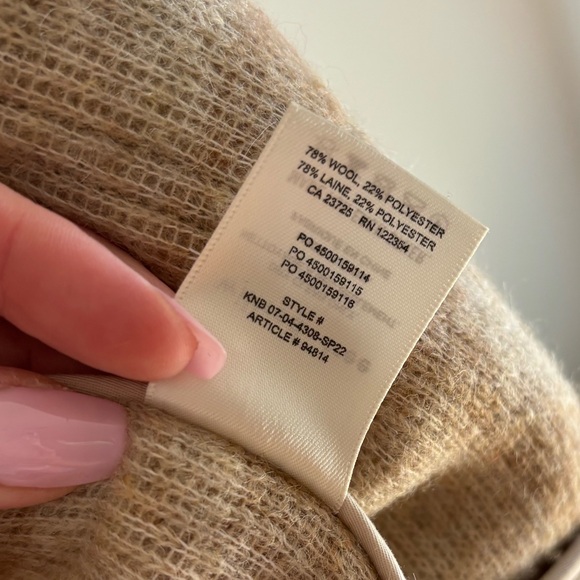 78% WOOL, 22% POLYESTER
78% LAINE, 22% POLYESTER
CA 23725 RN 122354
PO 4500159114
PO 4500159115
PO 4500159116
STYLE #
KNB 07-04-4308-SP22
ARTICLE # 94814